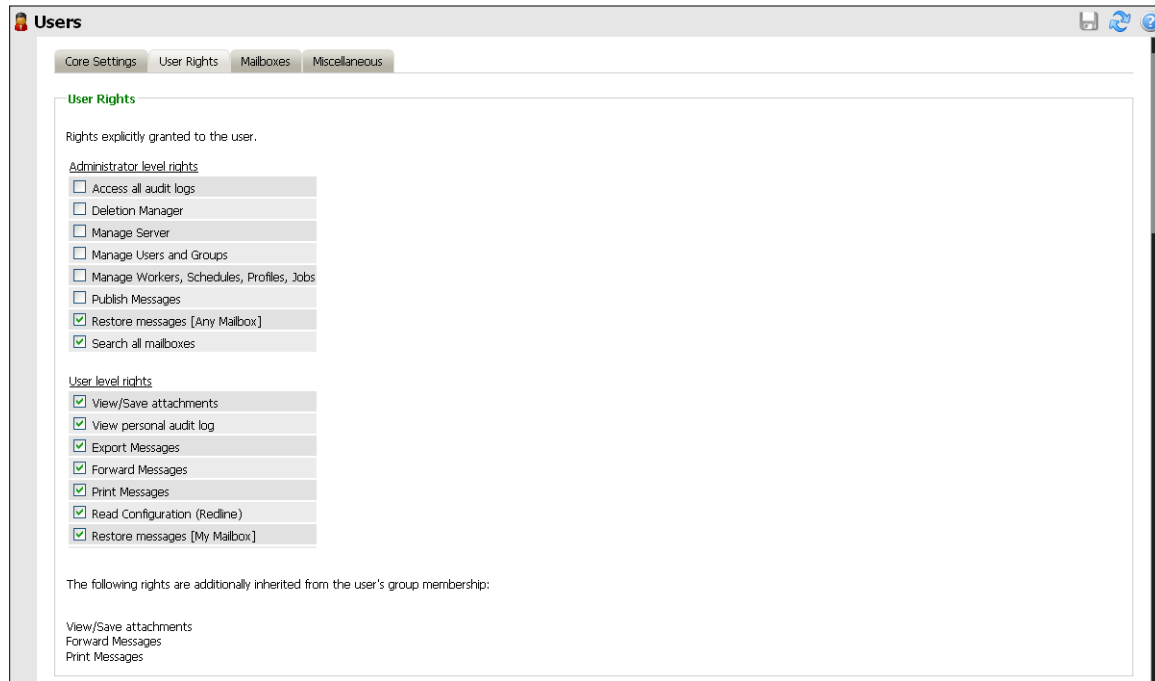 Users
Core Settings User Rights Mailboxes Miscellaneous
User Rights
Rights explicitly granted to the user.
Administrator level rights
Access all audit logs
Deletion Manager
Manage Server
Manage Users and Groups
Manage Workers, Schedules, Profiles, Jobs
Publish Messages
Restore messages [Any Mailbox]
Search all mailboxes
User level rights
View/Save attachments
View personal audit log
Export Messages
Forward Messages
Print Messages
Read Configuration (Redline)
Restore messages [My Mailbox]
The following rights are additionally inherited from the user's group membership:
View/Save attachments
Forward Messages
Print Messages